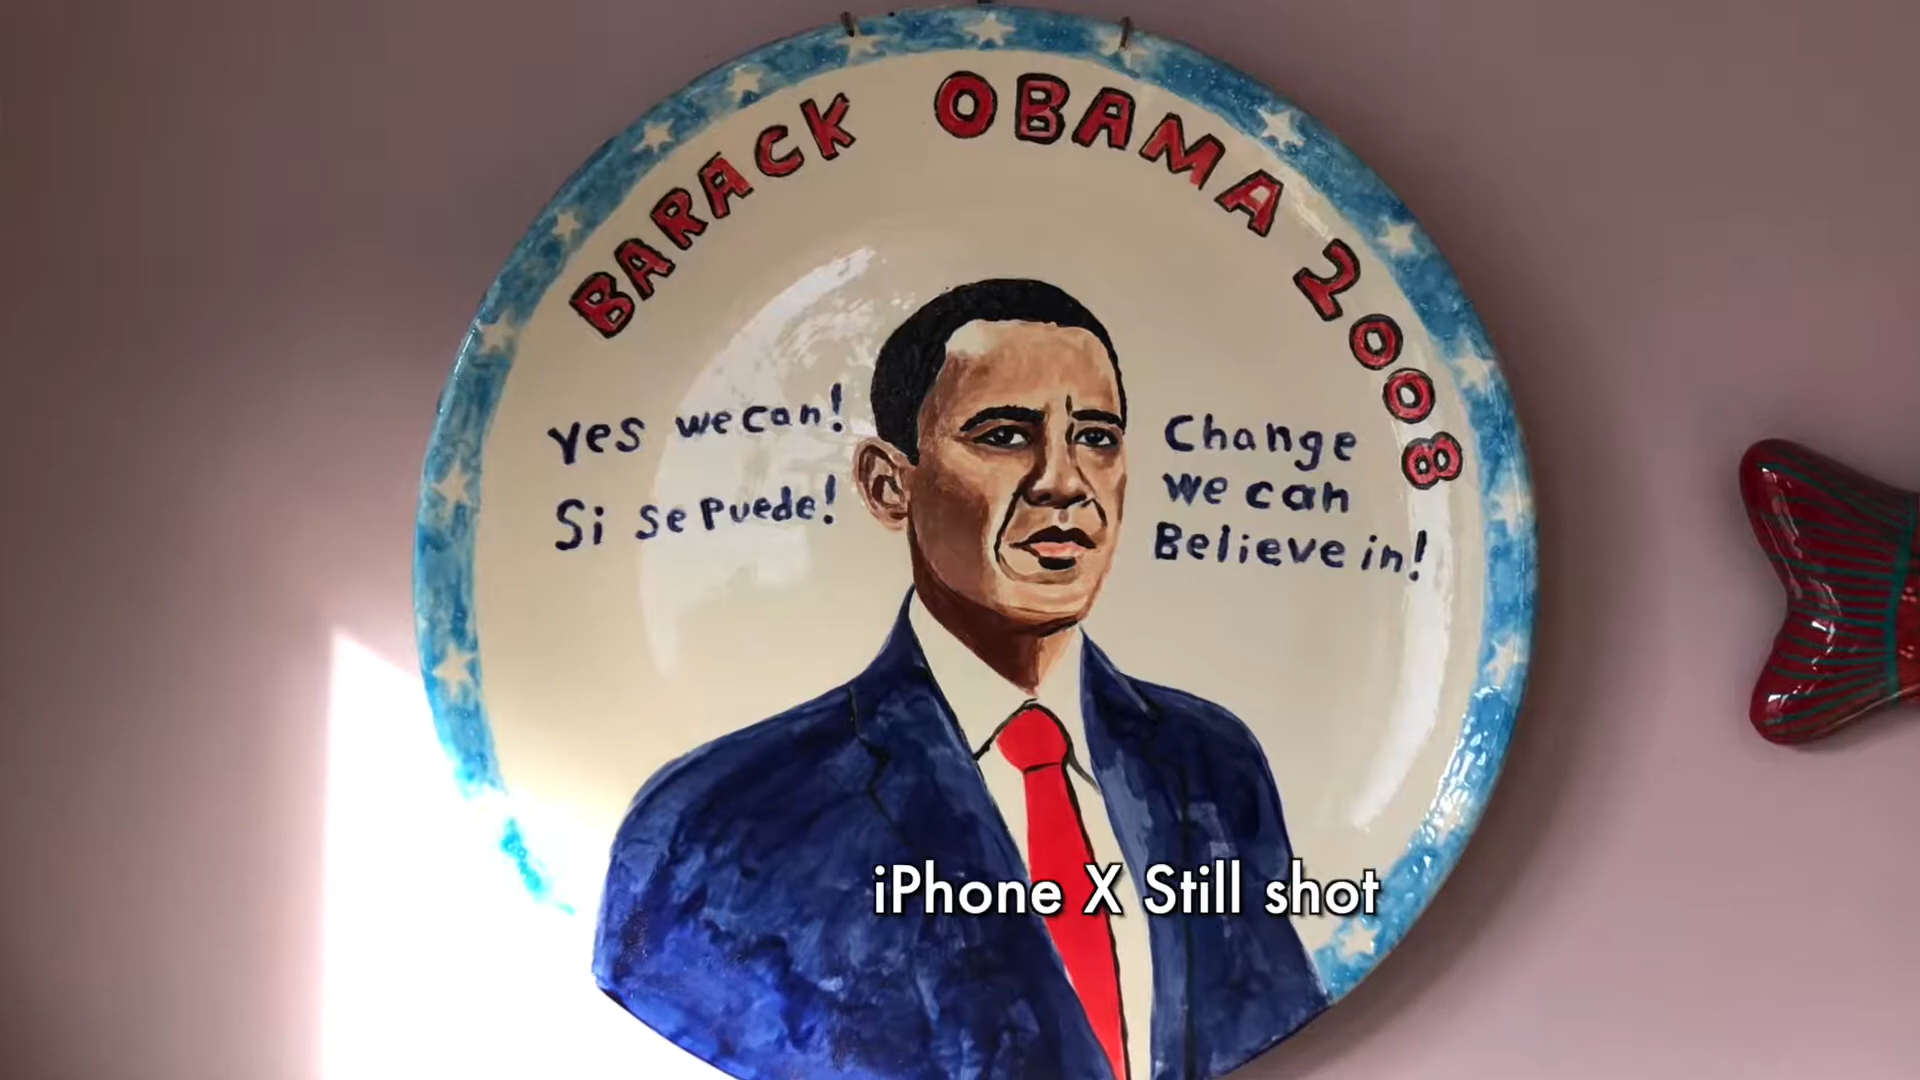 BARACK OBAMA 2008
Yes we can!
Si se Puede!
Change
we can
Believe in!
iPhone X Still shot